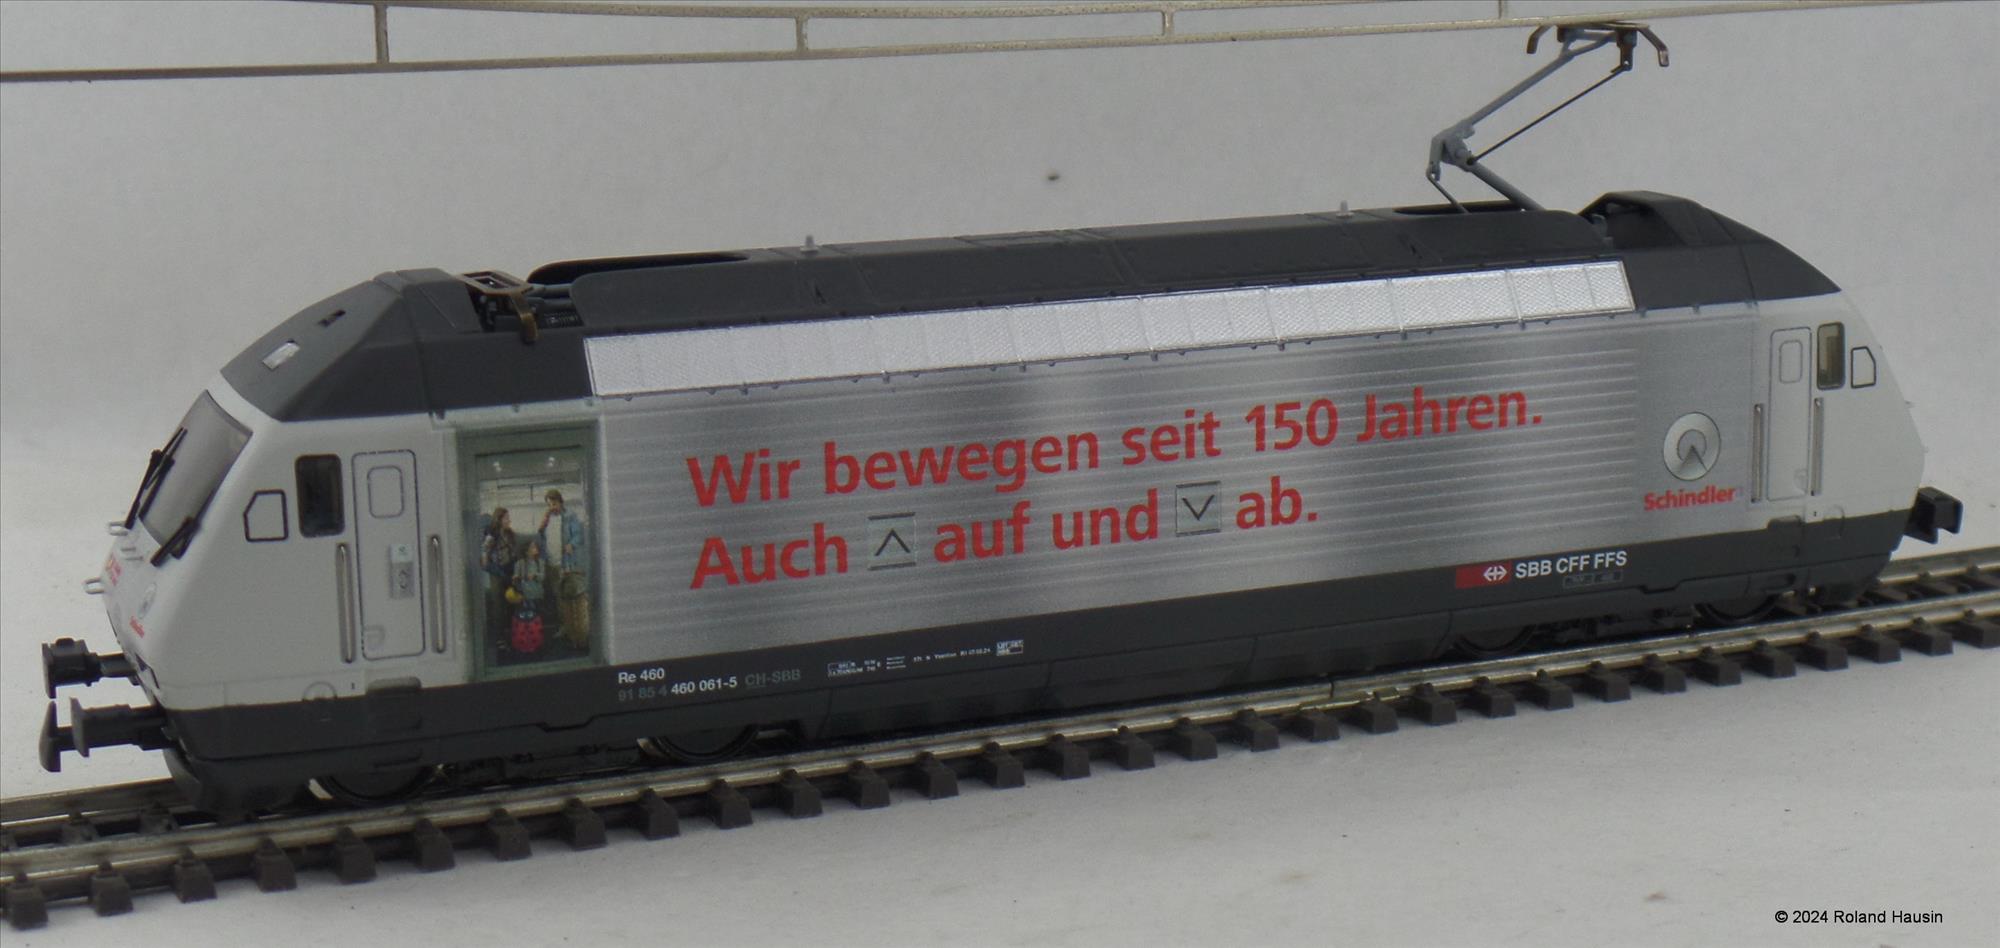 Wir bewegen seit 150 Jahren.
Auch auf und ab.
Schindler
SBB CFF FFS
Re 460
91 85 4 460 061-5 CH-SBB
Schindler
© 2024 Roland Hausin